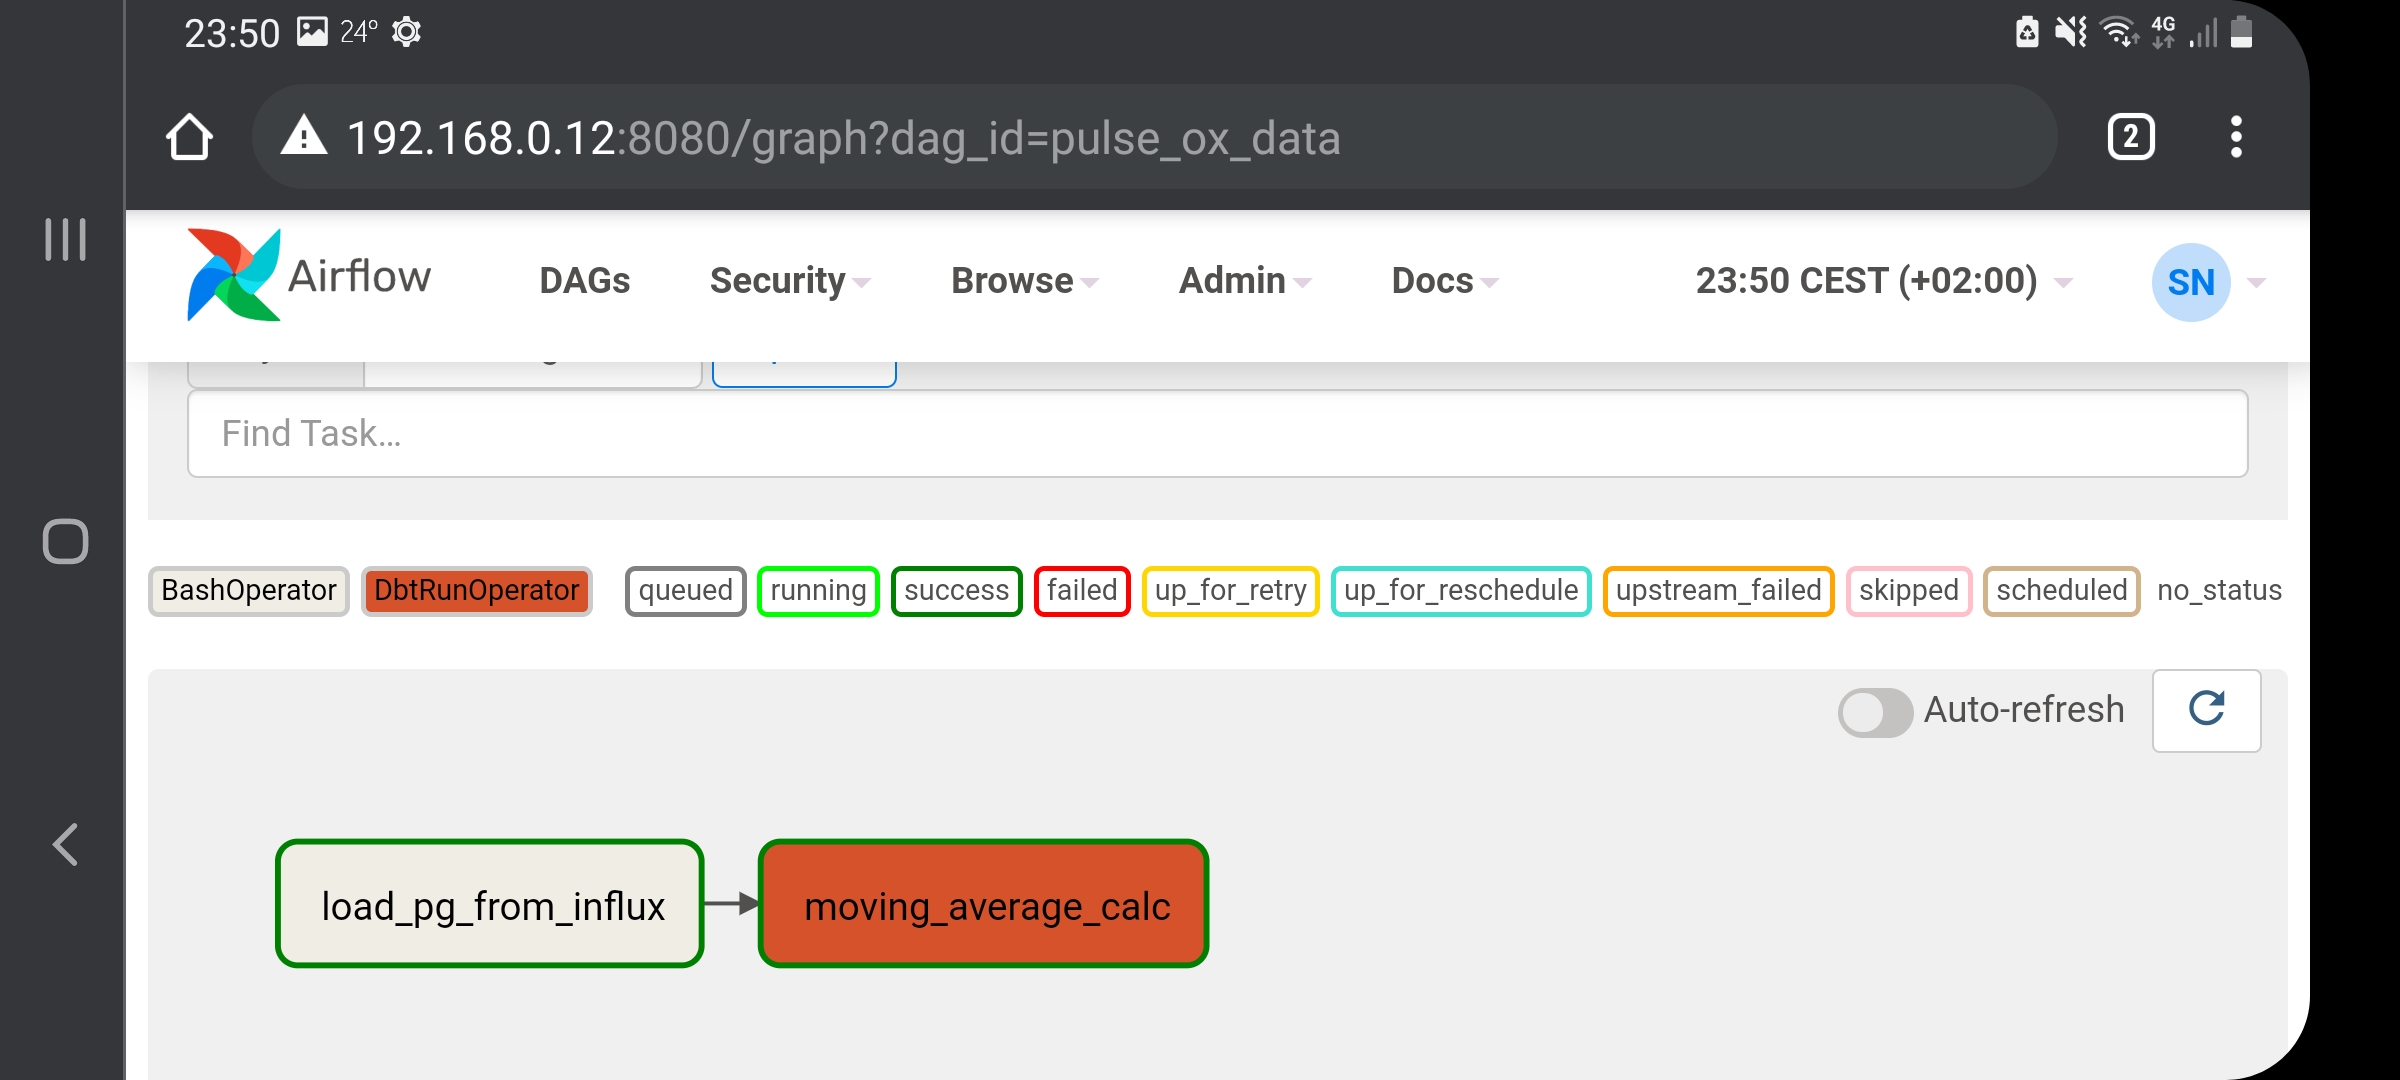 23:50 24° 4G
192.168.0.12:8080/graph?dag_id=pulse_ox_data 2
Airflow DAGs Security Browse Admin Docs 23:50 CEST (+02:00) SN
Find Task…
BashOperator DbtRunOperator queued running success failed up_for_retry up_for_reschedule upstream_failed skipped scheduled no_status
Auto-refresh
load_pg_from_influx moving_average_calc